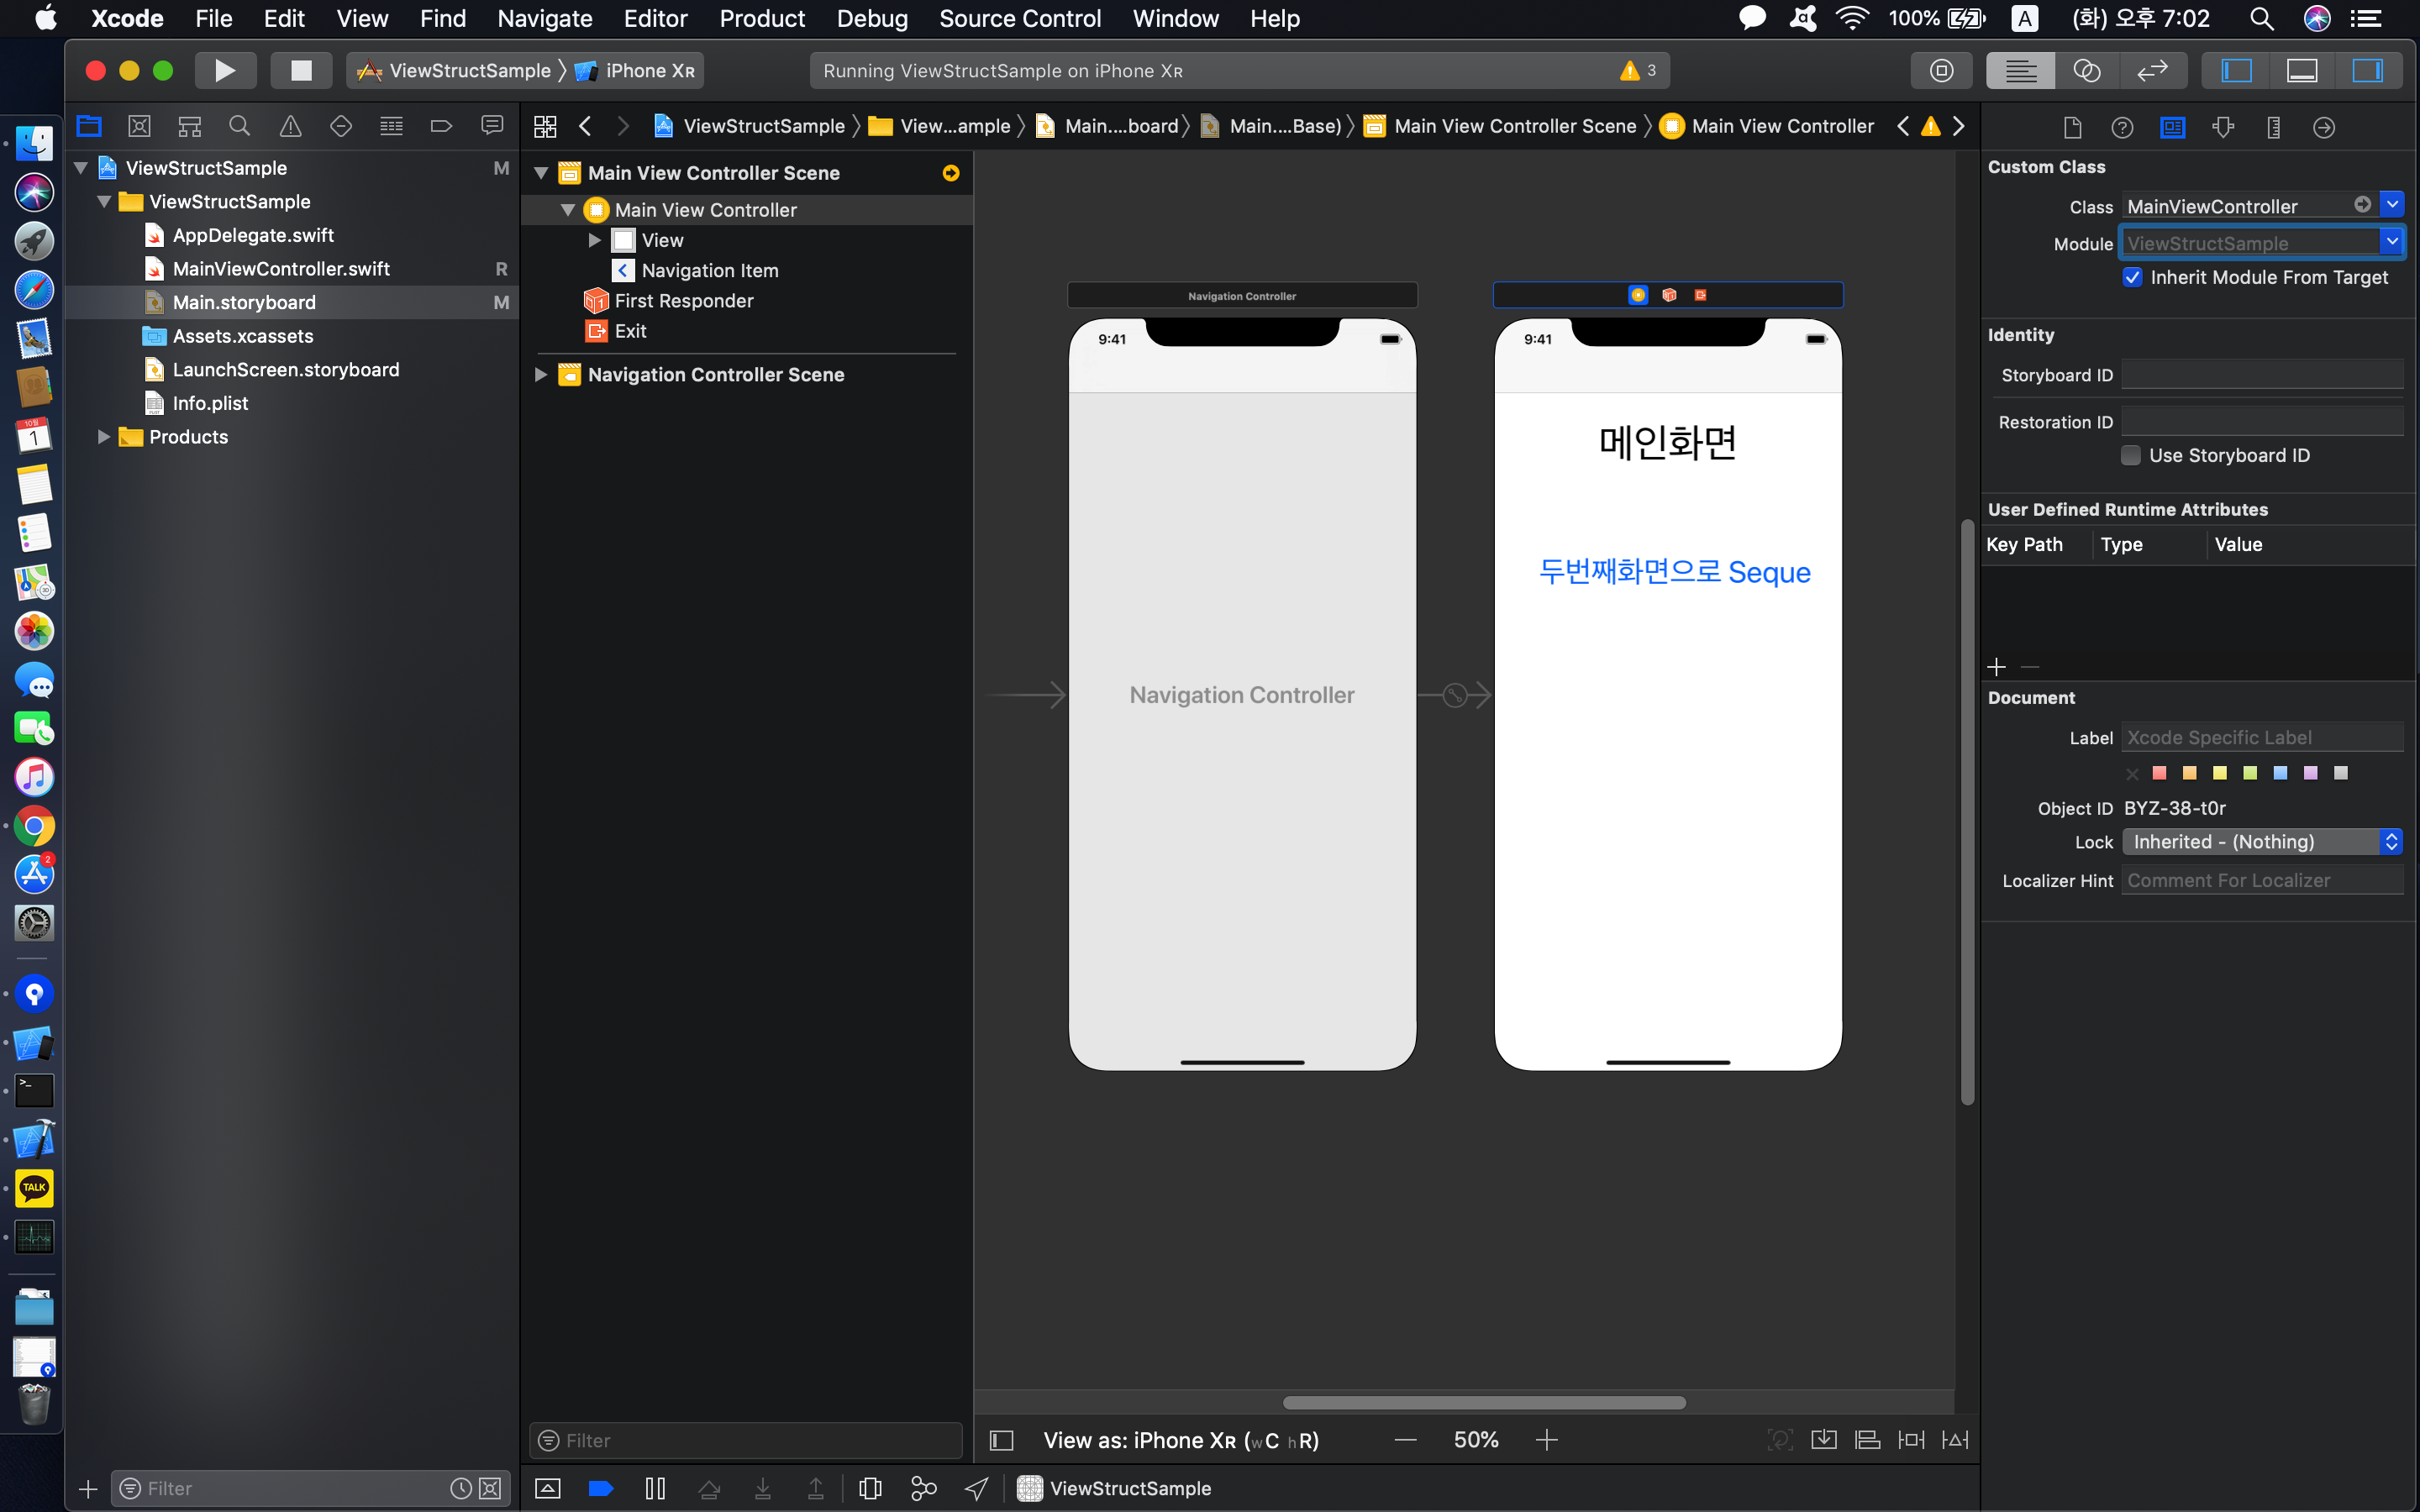 Xcode File Edit View Find Navigate Editor Product Debug Source Control Window Help 100% A (화) 오후 7:02
ViewStructSample iPhone XR
Running ViewStructSample on iPhone XR 3
ViewStructSample View...ample Main....board Main....Base) Main View Controller Scene Main View Controller
ViewStructSample M
ViewStructSample
AppDelegate.swift
MainViewController.swift R
Main.storyboard M
Assets.xcassets
LaunchScreen.storyboard
Info.plist
Products
Filter
Main View Controller Scene
Main View Controller
View
Navigation Item
First Responder
Exit
Navigation Controller Scene
Filter
Navigation Controller
9:41
Navigation Controller
9:41
메인화면
두번째화면으로 Seque
View as: iPhone XR (wC hR) 50%
ViewStructSample
Custom Class
Class MainViewController
Module ViewStructSample
Inherit Module From Target
Identity
Storyboard ID
Restoration ID
Use Storyboard ID
User Defined Runtime Attributes
Key Path Type Value
Document
Label Xcode Specific Label
Object ID BYZ-38-t0r
Lock Inherited - (Nothing)
Localizer Hint Comment For Localizer
10월
1
2
TALK